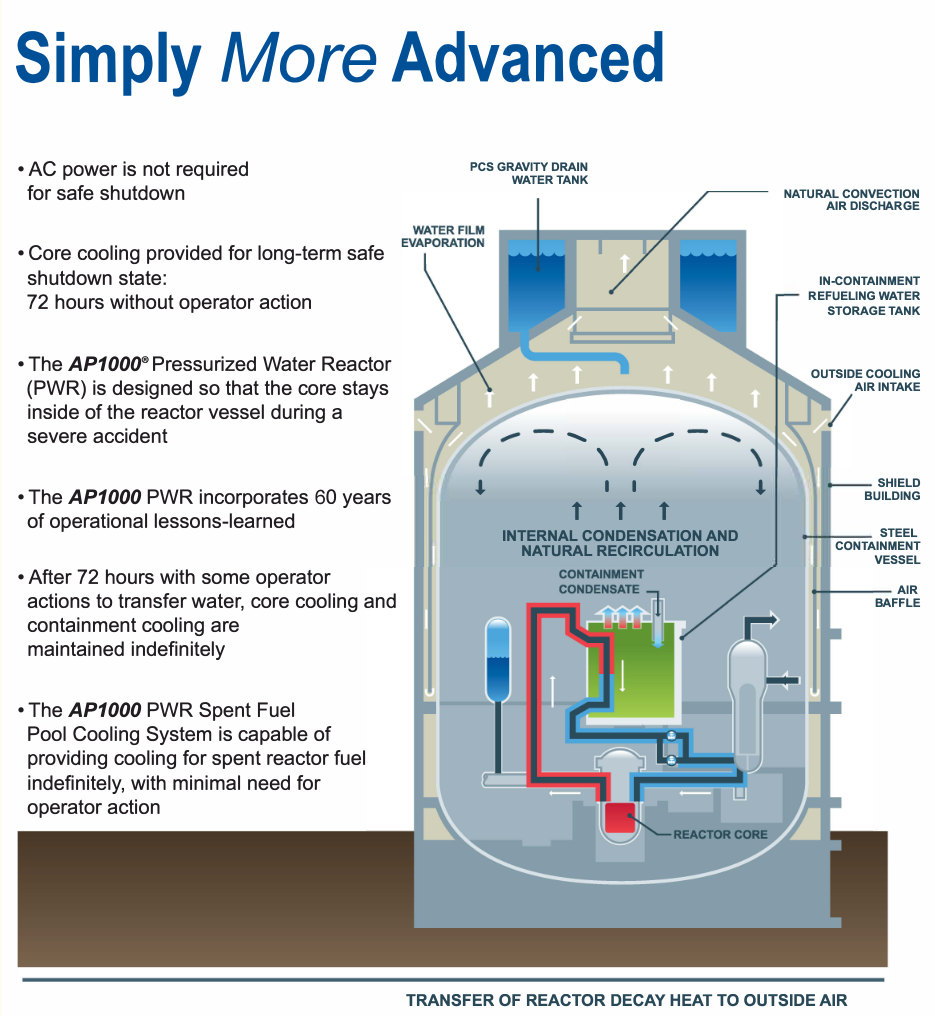 Simply More Advanced
• AC power is not required
for safe shutdown
• Core cooling provided for long-term safe
shutdown state:
72 hours without operator action
• The AP1000® Pressurized Water Reactor
(PWR) is designed so that the core stays
inside of the reactor vessel during a
severe accident
• The AP1000 PWR incorporates 60 years
of operational lessons-learned
• After 72 hours with some operator
actions to transfer water, core cooling and
containment cooling are
maintained indefinitely
• The AP1000 PWR Spent Fuel
Pool Cooling System is capable of
providing cooling for spent reactor fuel
indefinitely, with minimal need for
operator action
PCS GRAVITY DRAIN
WATER TANK
NATURAL CONVECTION
AIR DISCHARGE
WATER FILM
EVAPORATION
IN-CONTAINMENT
REFUELING WATER
STORAGE TANK
OUTSIDE COOLING
AIR INTAKE
SHIELD
BUILDING
INTERNAL CONDENSATION AND
NATURAL RECIRCULATION
STEEL
CONTAINMENT
VESSEL
CONTAINMENT
CONDENSATE
AIR
BAFFLE
REACTOR CORE
TRANSFER OF REACTOR DECAY HEAT TO OUTSIDE AIR